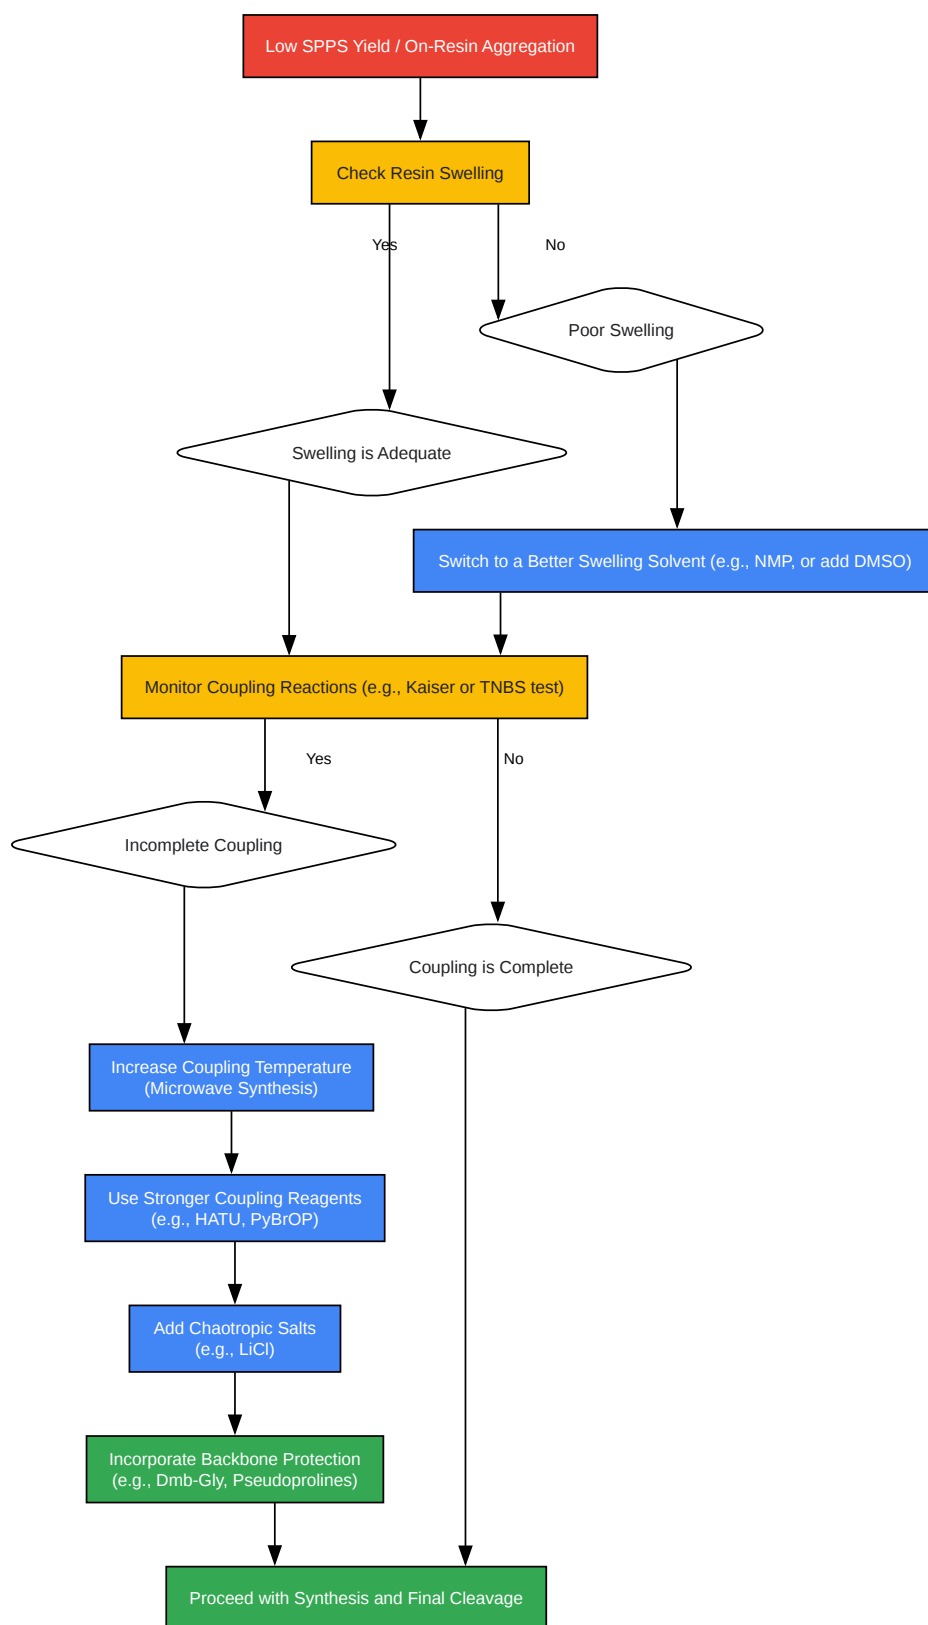 Low SPPS Yield / On-Resin Aggregation
Check Resin Swelling
Yes
No
Poor Swelling
Swelling is Adequate
Switch to a Better Swelling Solvent (e.g., NMP, or add DMSO)
Monitor Coupling Reactions (e.g., Kaiser or TNBS test)
Yes
No
Incomplete Coupling
Coupling is Complete
Increase Coupling Temperature
(Microwave Synthesis)
Use Stronger Coupling Reagents
(e.g., HATU, PyBrOP)
Add Chaotropic Salts
(e.g., LiCl)
Incorporate Backbone Protection
(e.g., Dmb-Gly, Pseudoprolines)
Proceed with Synthesis and Final Cleavage